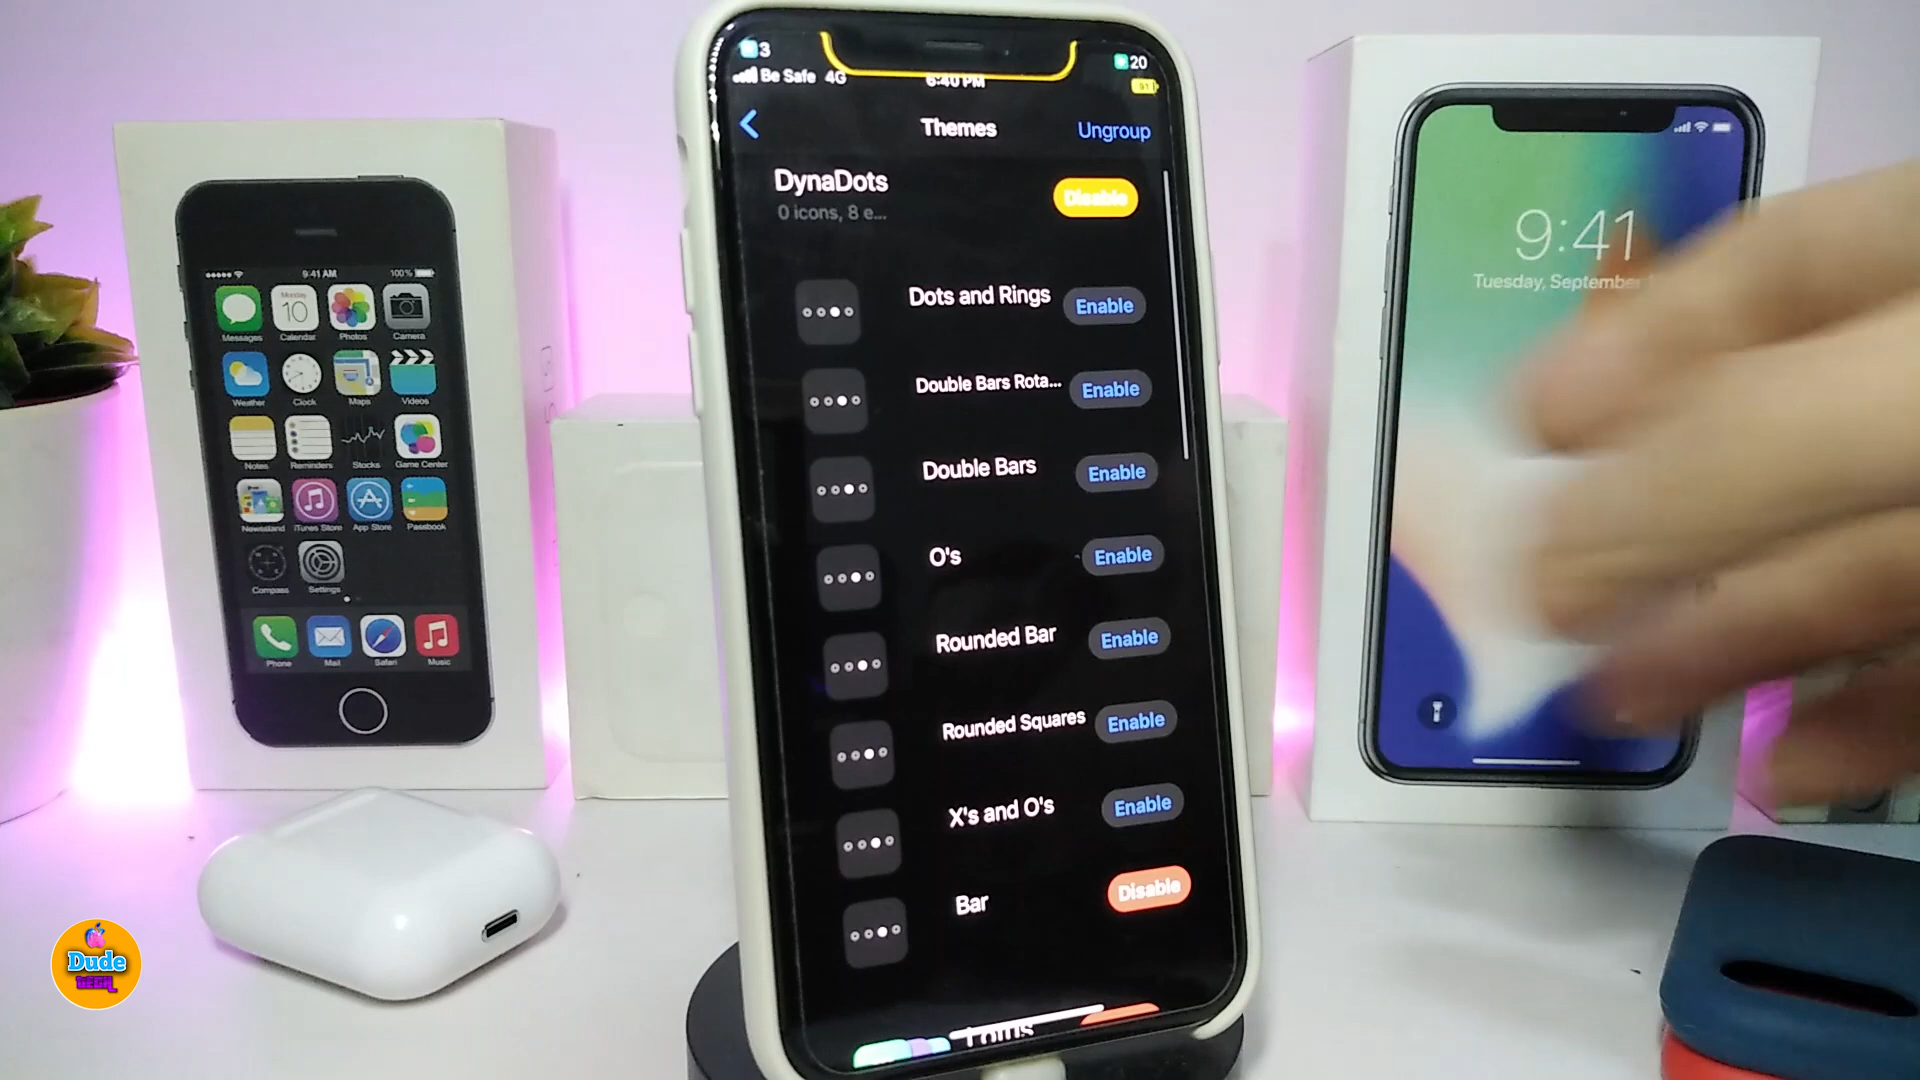 3
20
Be Safe 4G
6:40 PM
Themes
Ungroup
DynaDots
Disable
0 icons, 8 e...
Dots and Rings
Enable
Double Bars Rota...
Enable
Double Bars
Enable
O's
Enable
Rounded Bar
Enable
Rounded Squares
Enable
X's and O's
Enable
Bar
Disable
9:41 AM
100%
Monday
10
Messages
Calendar
Photos
Camera
Weather
Clock
Maps
Videos
Notes
Reminders
Stocks
Game Center
Newsstand
iTunes Store
App Store
Passbook
Compass
Settings
Phone
Mail
Safari
Music
9:41
Tuesday, September
Dude